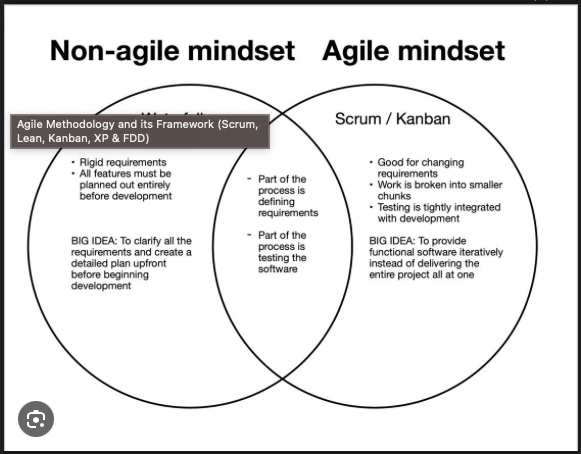 Non-agile mindset
Agile mindset
Agile Methodology and its Framework (Scrum,
Lean, Kanban, XP & FDD)
• Rigid requirements
• All features must be
planned out entirely
before development
BIG IDEA: To clarify all the
requirements and create a
detailed plan upfront
before beginning
development
- Part of the
process is
defining
requirements
- Part of the
process is
testing the
software
Scrum / Kanban
• Good for changing
requirements
• Work is broken into smaller
chunks
• Testing is tightly integrated
with development
BIG IDEA: To provide
functional software iteratively
instead of delivering the
entire project all at one